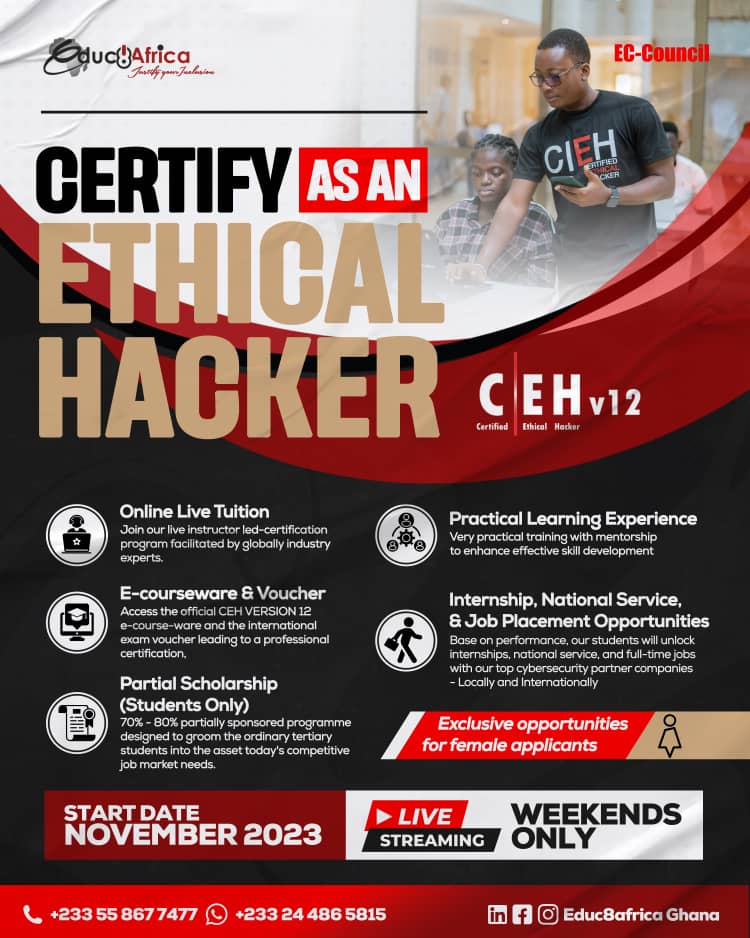 Educ8Africa
Justify your Inclusion
EC-Council
CERTIFY AS AN
ETHICAL
HACKER
C|EH
CERTIFIED
ETHICAL
HACKER
C|EH v12
Certified Ethical Hacker
Online Live Tuition
Join our live instructor led-certification
program facilitated by globally industry
experts.
E-courseware & Voucher
Access the official CEH VERSION 12
e-course-ware and the international
exam voucher leading to a professional
certification,
Partial Scholarship
(Students Only)
70% - 80% partially sponsored programme
designed to groom the ordinary tertiary
students into the asset today's competitive
job market needs.
Practical Learning Experience
Very practical training with mentorship
to enhance effective skill development
Internship, National Service,
& Job Placement Opportunities
Base on performance, our students will unlock
internships, national service, and full-time jobs
with our top cybersecurity partner companies
- Locally and Internationally
Exclusive opportunities
for female applicants
START DATE
NOVEMBER 2023
LIVE
STREAMING
WEEKENDS
ONLY
+233 55 867 7477 +233 24 486 5815 Educ8africa Ghana